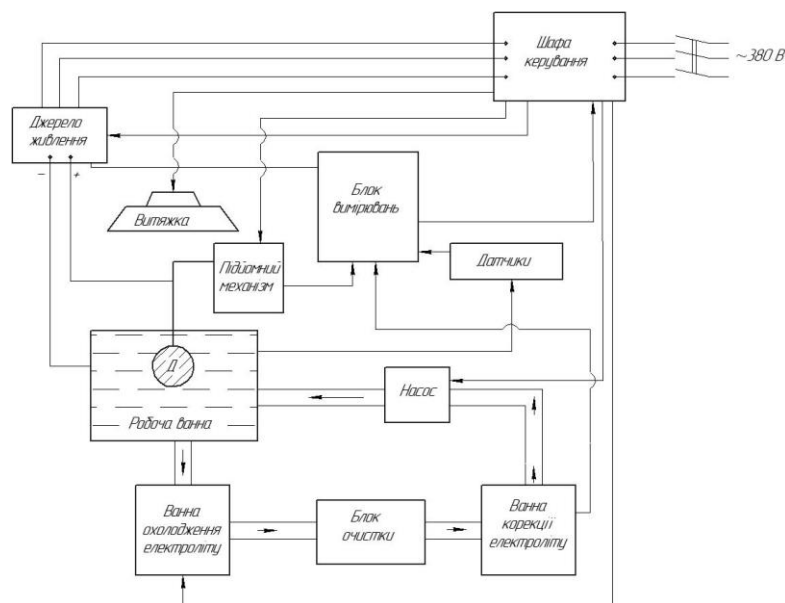 Шафа
керування
~380 В
Джерело
живлення
− +
Витяжка
Блок
вимірювань
Підйомний
механізм
Датчики
Д
Робоча ванна
Насос
Ванна
охолодження
електроліту
Блок
очистки
Ванна
корекції
електроліту